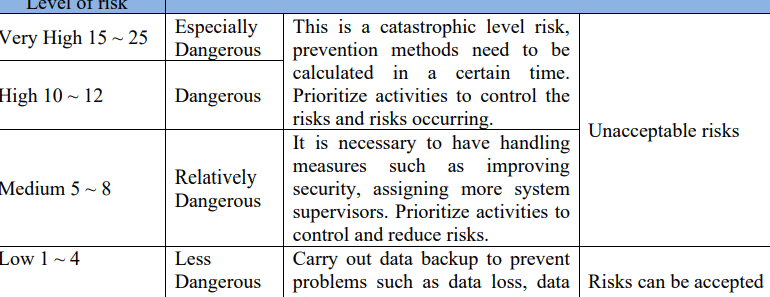 Level of risk
Very High 15 ~ 25
Especially
Dangerous
This is a catastrophic level risk,
prevention methods need to be
calculated in a certain time.
Prioritize activities to control the
risks and risks occurring.
High 10 ~ 12
Dangerous
Unacceptable risks
Medium 5 ~ 8
Relatively
Dangerous
It is necessary to have handling
measures such as improving
security, assigning more system
supervisors. Prioritize activities to
control and reduce risks.
Low 1 ~ 4
Less
Dangerous
Carry out data backup to prevent
problems such as data loss, data
Risks can be accepted